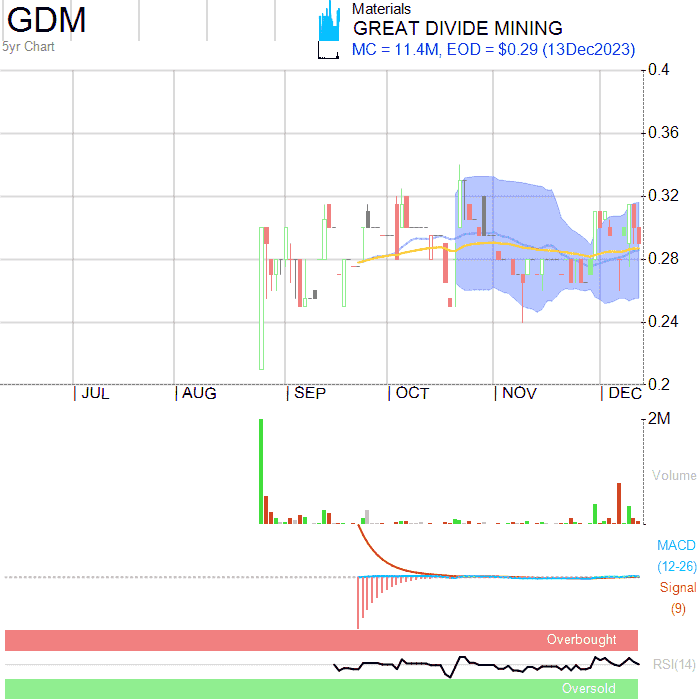 GDM
5yr Chart
Materials
GREAT DIVIDE MINING
MC = 11.4M, EOD = $0.29 (13Dec2023)
0.4
0.36
0.32
0.28
0.24
0.2
JUL AUG SEP OCT NOV DEC
2M
Volume
MACD
(12-26)
Signal
(9)
Overbought
RSI(14)
Oversold